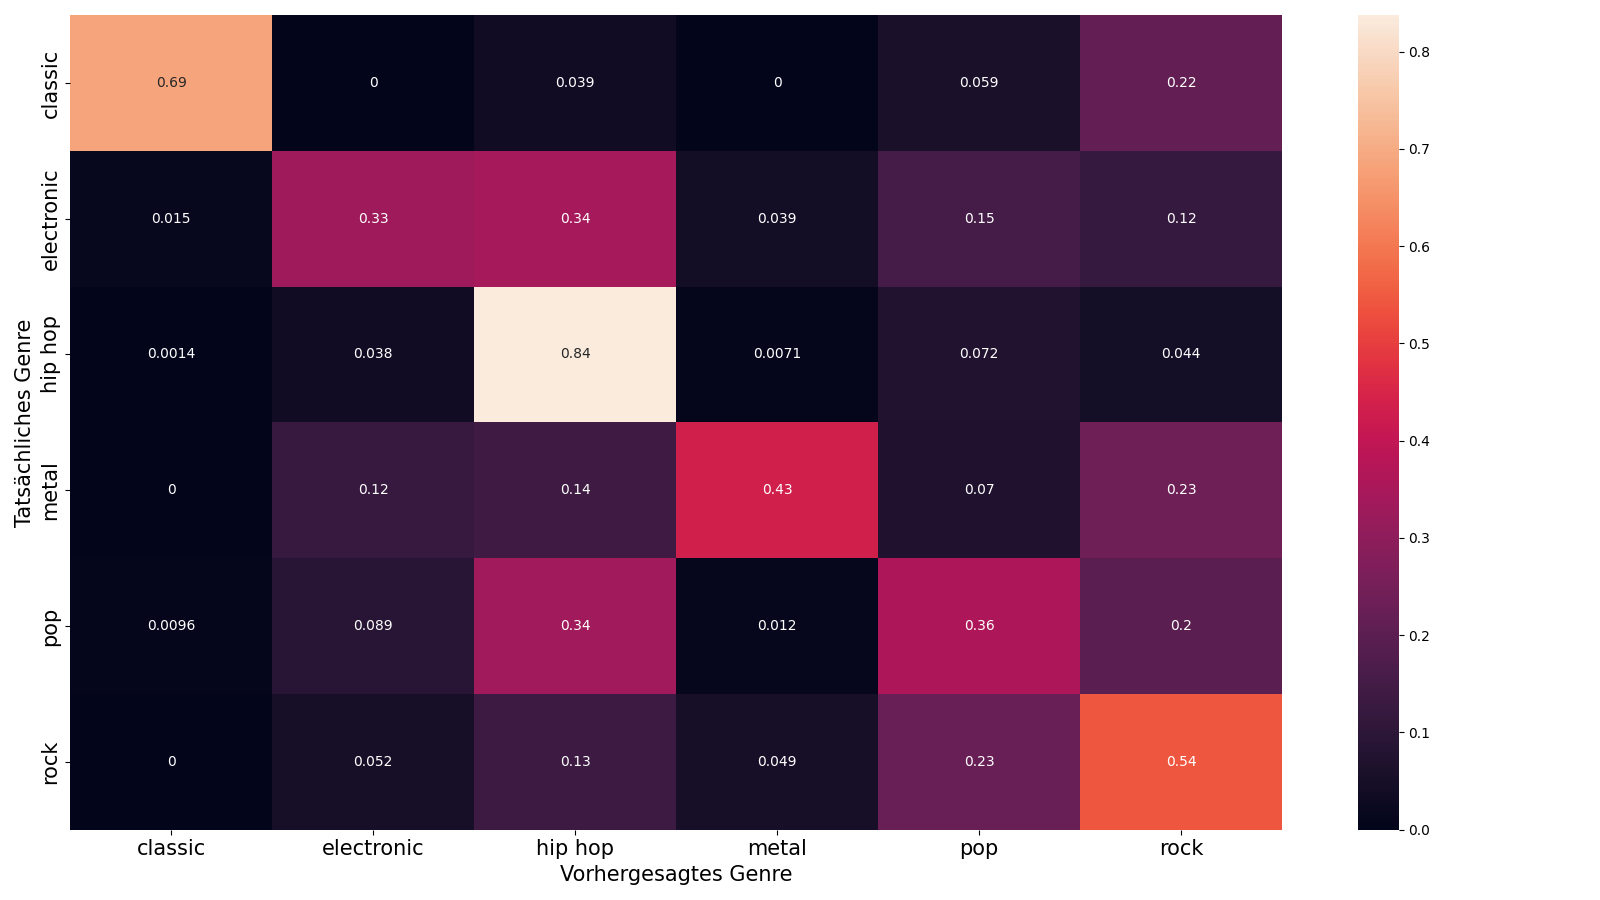 Tatsächliches Genre
classic 0.69 0 0.039 0 0.059 0.22
electronic 0.015 0.33 0.34 0.039 0.15 0.12
hip hop 0.0014 0.038 0.84 0.0071 0.072 0.044
metal 0 0.12 0.14 0.43 0.07 0.23
pop 0.0096 0.089 0.34 0.012 0.36 0.2
rock 0 0.052 0.13 0.049 0.23 0.54
classic electronic hip hop metal pop rock
Vorhergesagtes Genre
0.8
0.7
0.6
0.5
0.4
0.3
0.2
0.1
0.0